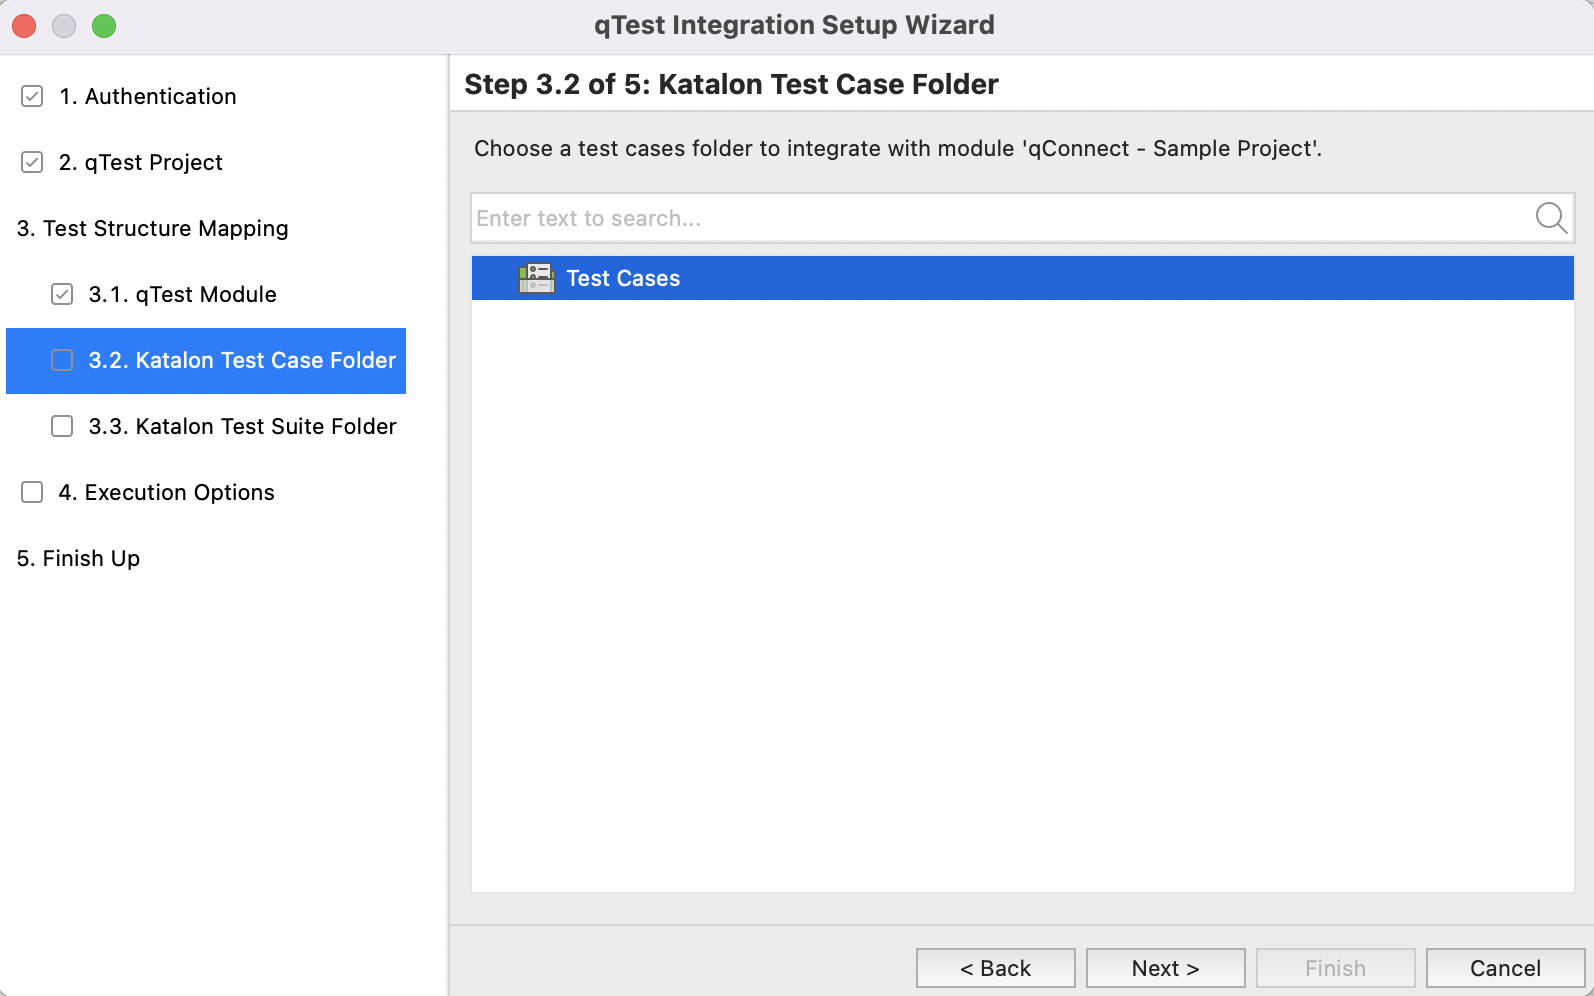 qTest Integration Setup Wizard
1. Authentication
2. qTest Project
3. Test Structure Mapping
3.1. qTest Module
3.2. Katalon Test Case Folder
3.3. Katalon Test Suite Folder
4. Execution Options
5. Finish Up
Step 3.2 of 5: Katalon Test Case Folder
Choose a test cases folder to integrate with module 'qConnect - Sample Project'.
Enter text to search...
Test Cases
< Back
Next >
Finish
Cancel